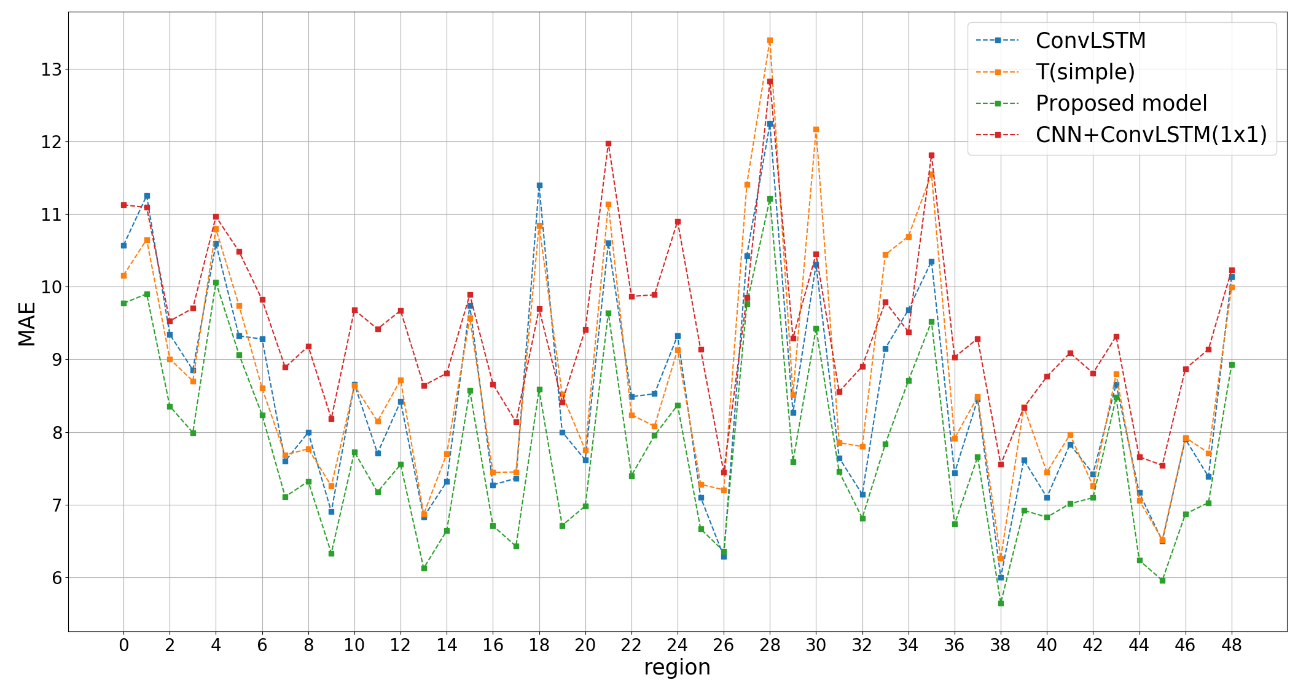 MAE
13
12
11
10
9
8
7
6
ConvLSTM
T(simple)
Proposed model
CNN+ConvLSTM(1x1)
0 2 4 6 8 10 12 14 16 18 20 22 24 26 28 30 32 34 36 38 40 42 44 46 48
region